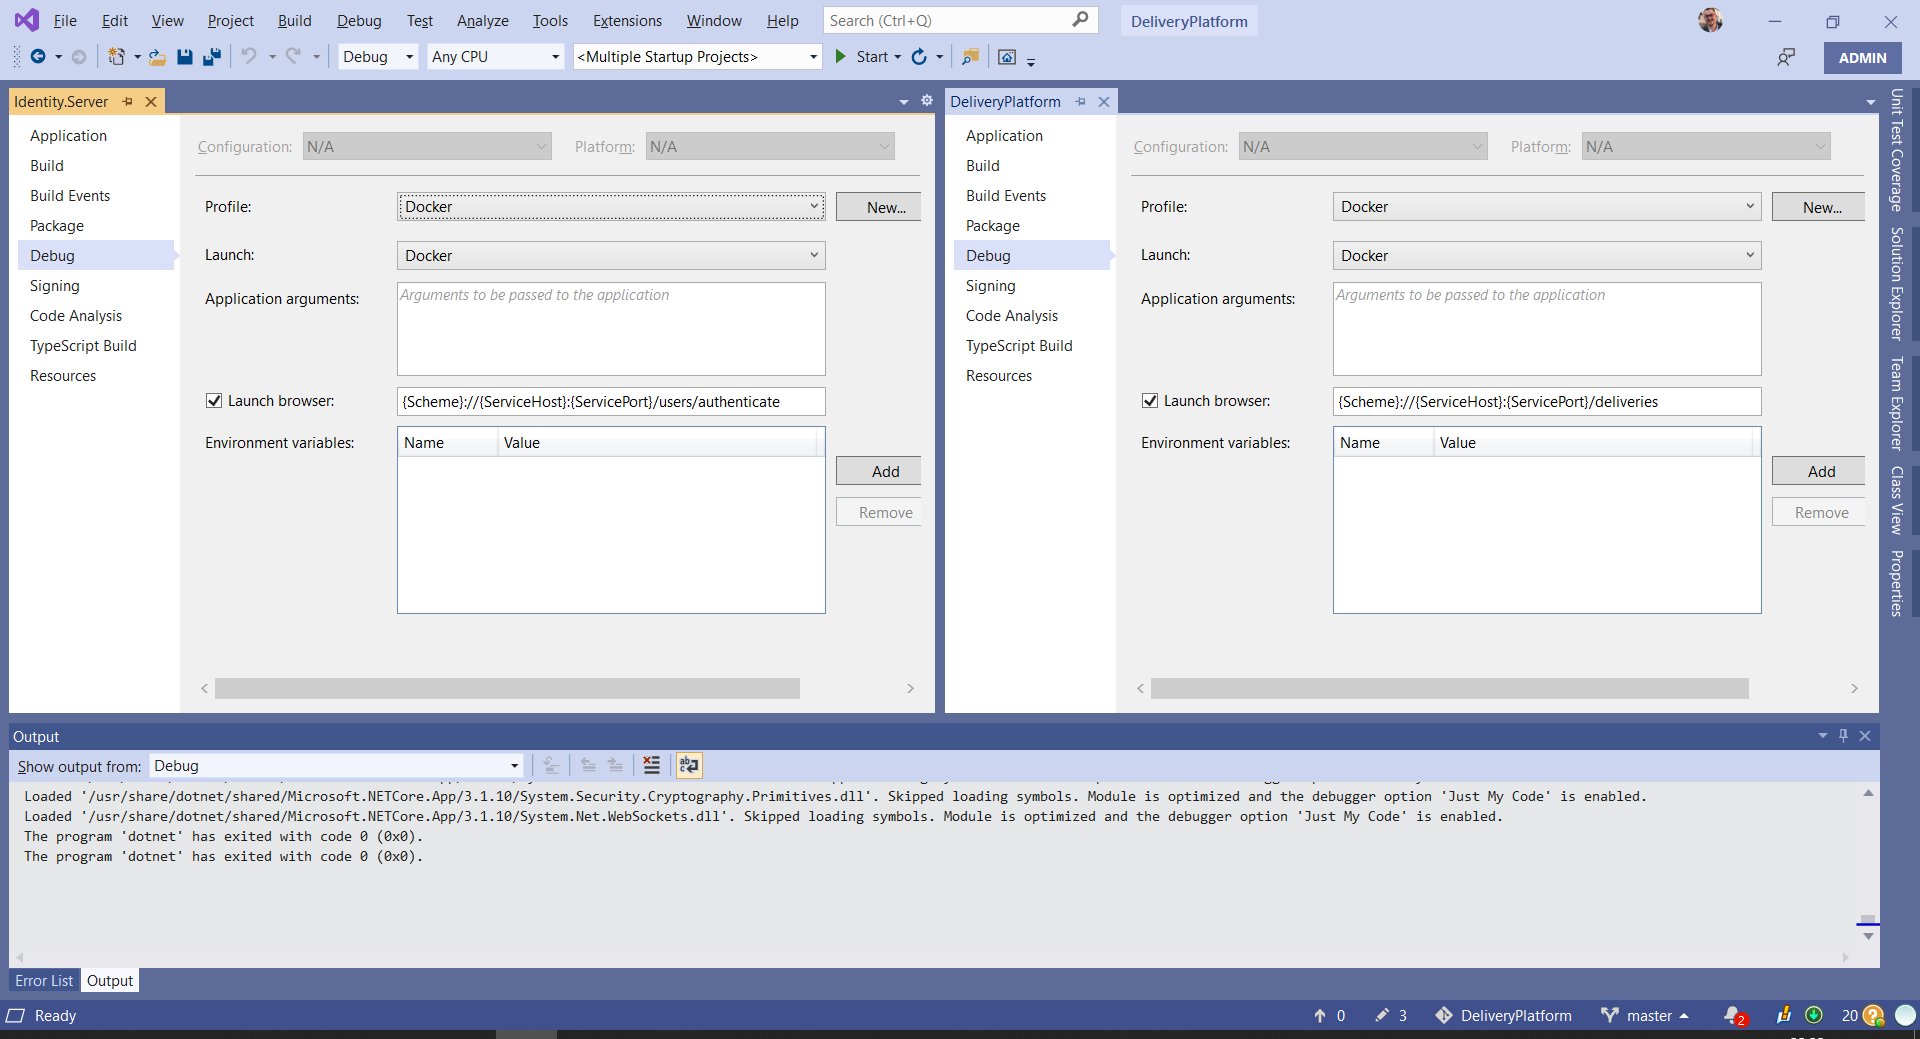 File Edit View Project Build Debug Test Analyze Tools Extensions Window Help Search (Ctrl+Q) DeliveryPlatform
Debug Any CPU <Multiple Startup Projects> Start ADMIN
Identity.Server
Application
Build
Build Events
Package
Debug
Signing
Code Analysis
TypeScript Build
Resources
Configuration: N/A Platform: N/A
Profile: Docker New...
Launch: Docker
Application arguments: Arguments to be passed to the application
Launch browser: {Scheme}://{ServiceHost}:{ServicePort}/users/authenticate
Environment variables: Name Value
Add
Remove
DeliveryPlatform
Application
Build
Build Events
Package
Debug
Signing
Code Analysis
TypeScript Build
Resources
Configuration: N/A Platform: N/A
Profile: Docker New...
Launch: Docker
Application arguments: Arguments to be passed to the application
Launch browser: {Scheme}://{ServiceHost}:{ServicePort}/deliveries
Environment variables: Name Value
Add
Remove
Unit Test Coverage
Solution Explorer
Team Explorer
Class View
Properties
Output
Show output from: Debug
Loaded '/usr/share/dotnet/shared/Microsoft.NETCore.App/3.1.10/System.Security.Cryptography.Primitives.dll'. Skipped loading symbols. Module is optimized and the debugger option 'Just My Code' is enabled.
Loaded '/usr/share/dotnet/shared/Microsoft.NETCore.App/3.1.10/System.Net.WebSockets.dll'. Skipped loading symbols. Module is optimized and the debugger option 'Just My Code' is enabled.
The program 'dotnet' has exited with code 0 (0x0).
The program 'dotnet' has exited with code 0 (0x0).
Error List Output
Ready 0 3 DeliveryPlatform master 2 20